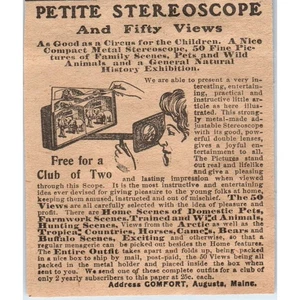 PETITE STEREOSCOPE
And Fifty Views
As Good as a Circus for the Children. A Nice
Compact Metal Stereoscope, 50 Fine Pic-
tures of Family Scenes, Pets and Wild
Animals and a General Natural
History Exhibition.
We are able to present a very in-
teresting, entertain-
ing, practical and
instructive little ar-
ticle as here illus-
trated. This strong-
ly metal-made ad-
justable Stereoscope
with its good, pow-
erful double lenses,
gives a joyful en-
tertainment to all.
The Pictures stand
out real and lifelike
and give a pleasing
Free for a
Club of Two
and lasting impression when viewed
through this Scope. It is the most instructive and entertaining
idea ever devised for giving pleasure to the young folks at home,
keeping them amused, instructed and out of mischief. The 50
Views are all carefully selected with the idea of pleasure and
profit. There are Home Scenes of Domestic Pets,
Farmwork Scenes, Trained and Wild Animals,
Hunting Scenes, Views from the Arctic as well as the
Tropical Countries, Horses, Camels, Bears and
Buffalo Scenes, Exciting and otherwise, so that a
regular menagerie can be picked out besides the Home features.
The Entire Outfit takes apart and folds up, being packed in
a nice box to ship by mail, post-paid, the 50 Views being all
packed in the metal holder and placed inside the box when
sent to you. We send one of these complete outfits for a club of
only 2 yearly subscribers to this paper at 25c. each.
Address COMFORT, Augusta, Maine.